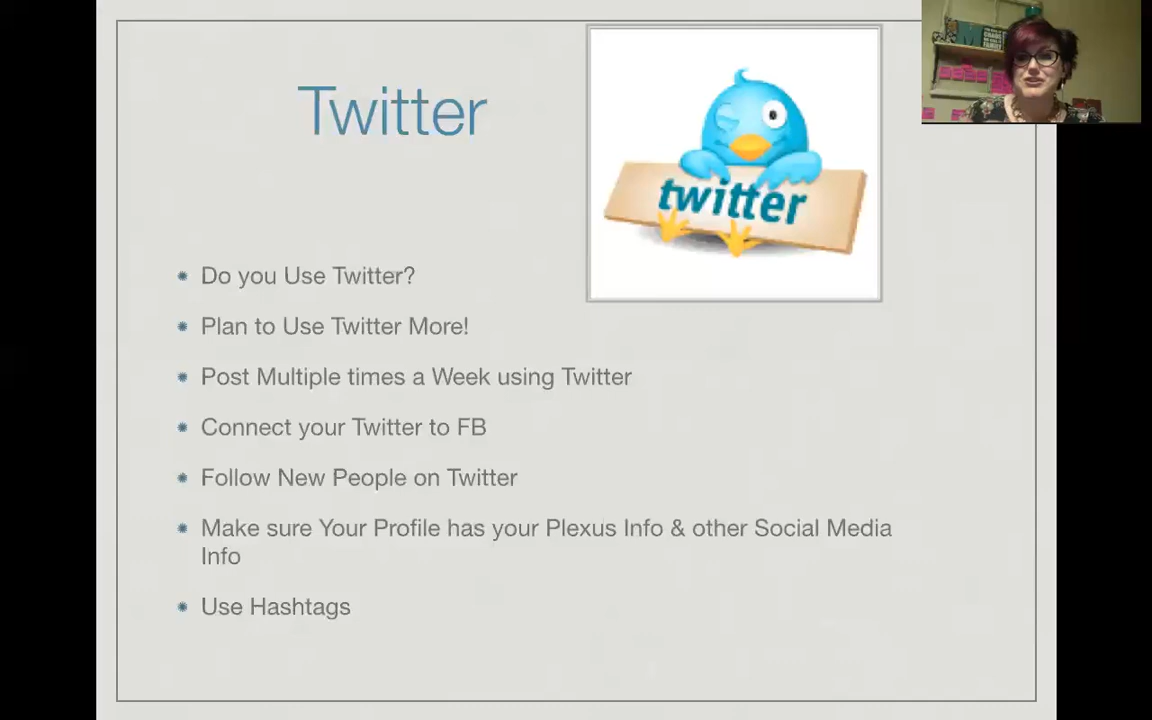 Twitter
twitter
Do you Use Twitter?
Plan to Use Twitter More!
Post Multiple times a Week using Twitter
Connect your Twitter to FB
Follow New People on Twitter
Make sure Your Profile has your Plexus Info & other Social Media
Info
Use Hashtags